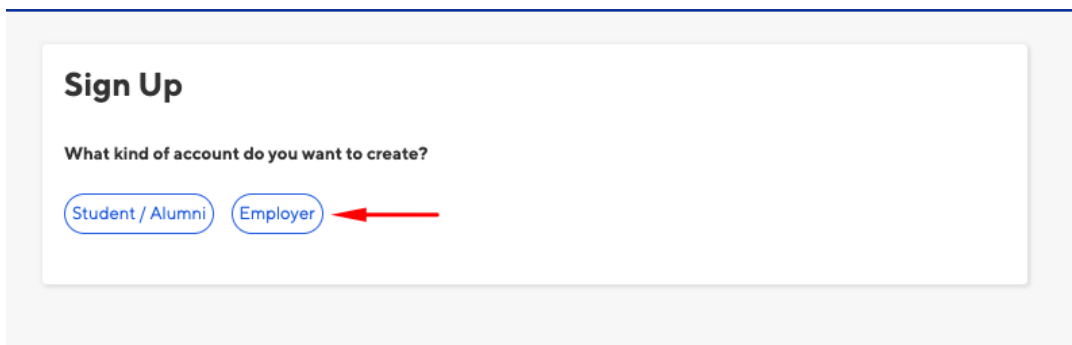 Sign Up
What kind of account do you want to create?
Student / Alumni Employer